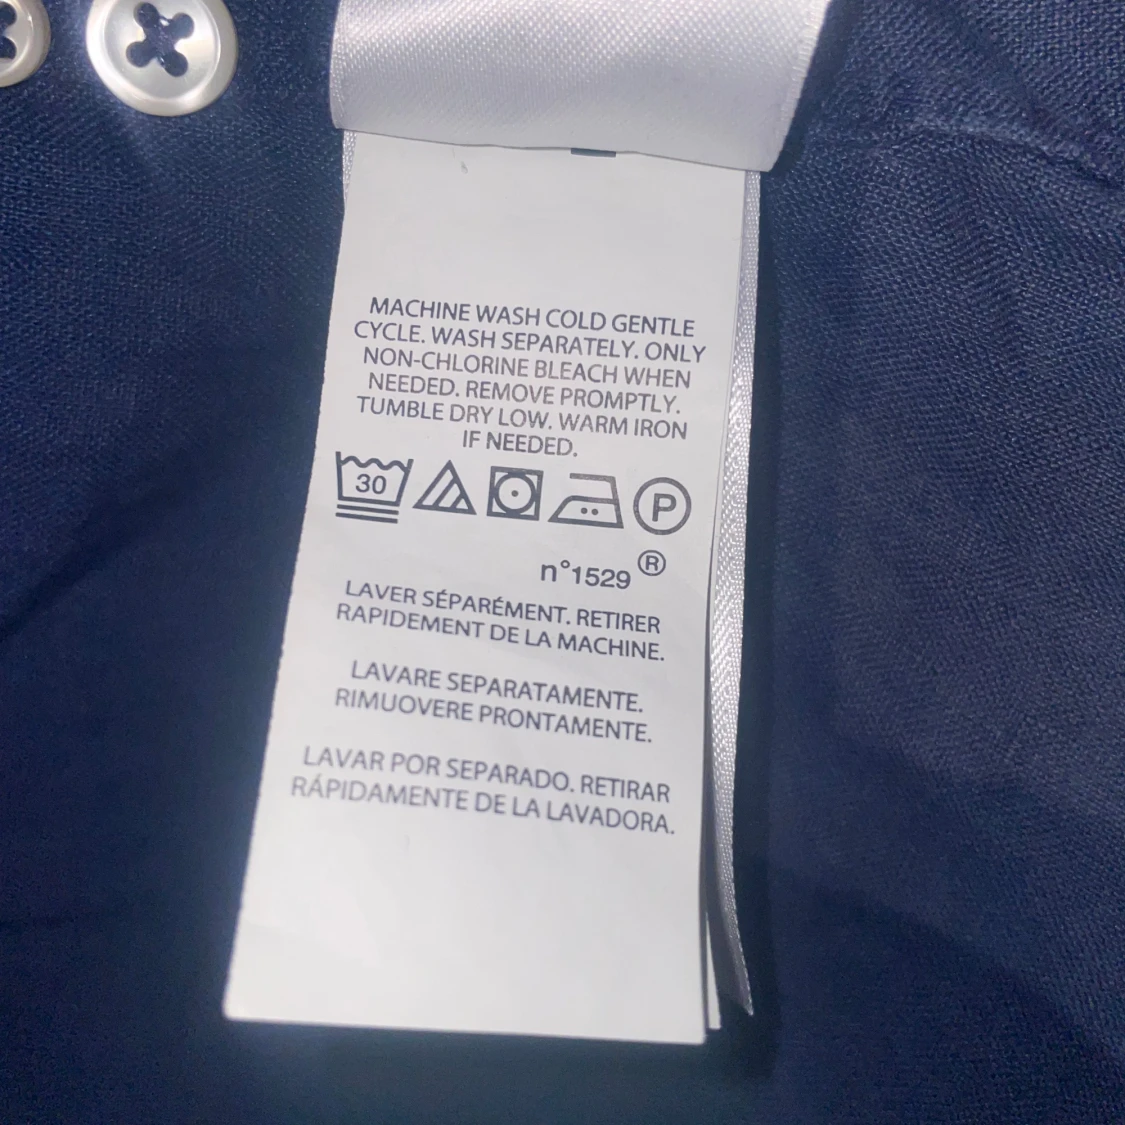 MACHINE WASH COLD GENTLE
CYCLE. WASH SEPARATELY. ONLY
NON-CHLORINE BLEACH WHEN
NEEDED. REMOVE PROMPTLY.
TUMBLE DRY LOW. WARM IRON
IF NEEDED.
30 P
n°1529 ®
LAVER SÉPARÉMENT. RETIRER
RAPIDEMENT DE LA MACHINE.
LAVARE SEPARATAMENTE.
RIMUOVERE PRONTAMENTE.
LAVAR POR SEPARADO. RETIRAR
RÁPIDAMENTE DE LA LAVADORA.